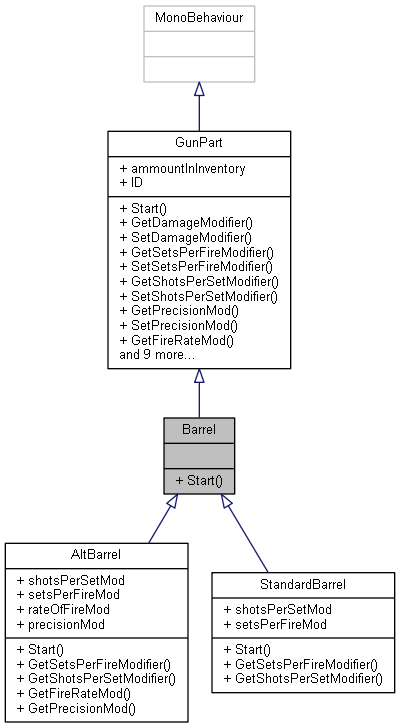 MonoBehaviour
GunPart
+ ammountInInventory
+ ID
+ Start()
+ GetDamageModifier()
+ SetDamageModifier()
+ GetSetsPerFireModifier()
+ SetSetsPerFireModifier()
+ GetShotsPerSetModifier()
+ SetShotsPerSetModifier()
+ GetPrecisionMod()
+ SetPrecisionMod()
+ GetFireRateMod()
and 9 more...
Barrel
+ Start()
AltBarrel
+ shotsPerSetMod
+ setsPerFireMod
+ rateOfFireMod
+ precisionMod
+ Start()
+ GetSetsPerFireModifier()
+ GetShotsPerSetModifier()
+ GetFireRateMod()
+ GetPrecisionMod()
StandardBarrel
+ shotsPerSetMod
+ setsPerFireMod
+ Start()
+ GetSetsPerFireModifier()
+ GetShotsPerSetModifier()